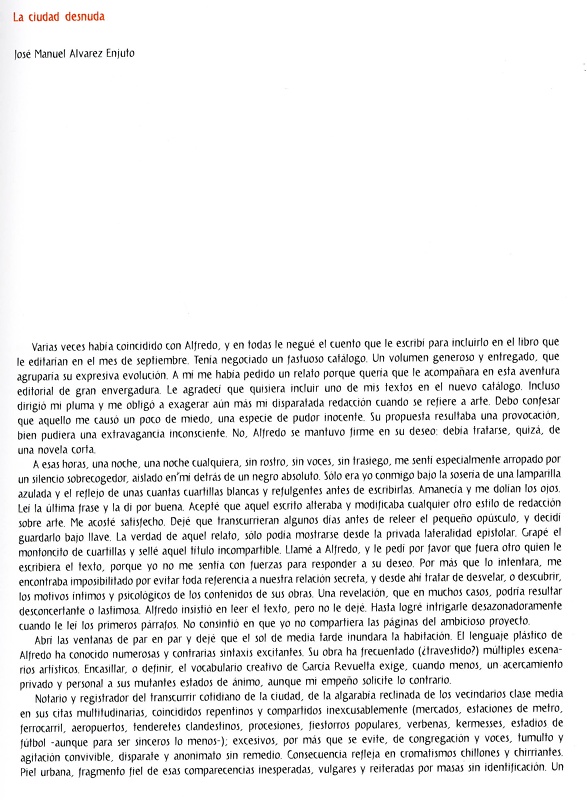 La ciudad desnuda
José Manuel Alvarez Enjuto
Varias veces había coincidido con Alfredo, y en todas le negué el cuento que le escribí para incluirlo en el libro que
le editarían en el mes de septiembre. Tenía negociado un fastuoso catálogo. Un volumen generoso y entregado, que
agruparía su expresiva evolución. A mí me había pedido un relato porque quería que le acompañara en esta aventura
editorial de gran envergadura. Le agradecí que quisiera incluir uno de mis textos en el nuevo catálogo. Incluso
dirigió mi pluma y me obligó a exagerar aún más mi disparatada redacción cuando se refiere a arte. Debo confesar
que aquello me causó un poco de miedo, una especie de pudor inocente. Su propuesta resultaba una provocación,
bien pudiera una extravagancia inconsciente. No, Alfredo se mantuvo firme en su deseo: debía tratarse, quizá, de
una novela corta.
A esas horas, una noche, una noche cualquiera, sin rostro, sin voces, sin trasiego, me sentí especialmente arropado por
un silencio sobrecogedor, aislado en'mi detrás de un negro absoluto. Sólo era yo conmigo bajo la sosería de una lamparilla
azulada y el reflejo de unas cuantas cuartillas blancas y refulgentes antes de escribirlas. Amanecía y me dolían los ojos.
Leí la última frase y la di por buena. Acepté que aquel escrito alteraba y modificaba cualquier otro estilo de redacción
sobre arte. Me acosté satisfecho. Dejé que transcurrieran algunos días antes de releer el pequeño opúsculo, y decidí
guardarlo bajo llave. La verdad de aquel relato, sólo podía mostrarse desde la privada lateralidad epistolar. Grapé el
montoncito de cuartillas y sellé aquel título incompartible. Llamé a Alfredo, y le pedí por favor que fuera otro quien le
escribiera el texto, porque yo no me sentía con fuerzas para responder a su deseo. Por más que lo intentara, me
encontraba imposibilitado por evitar toda referencia a nuestra relación secreta, y desde ahí tratar de desvelar, o descubrir,
los motivos íntimos y psicológicos de los contenidos de sus obras. Una revelación, que en muchos casos, podría resultar
desconcertante o lastimosa. Alfredo insistió en leer el texto, pero no le dejé. Hasta logré intrigarle desazonadoramente
cuando le leí los primeros párrafos. No consintió en que yo no compartiera las páginas del ambicioso proyecto.
Abrí las ventanas de par en par y dejé que el sol de media tarde inundara la habitación. El lenguaje plástico de
Alfredo ha conocido numerosas y contrarias sintaxis excitantes. Su obra ha frecuentado (¿travestido?) múltiples escena-
rios artísticos. Encasillar, o definir, el vocabulario creativo de García Revuelta exige, cuando menos, un acercamiento
privado y personal a sus mutantes estados de ánimo, aunque mi empeño solicite lo contrario.
Notario y registrador del transcurrir cotidiano de la ciudad, de la algarabía reclinada de los vecindarios clase media
en sus citas multitudinarias, coincididos repentinos y compartidos inexcusablemente (mercados, estaciones de metro,
ferrocarril, aeropuertos, tenderetes clandestinos, procesiones, fiestorros populares, verbenas, kermesses, estadios de
fútbol -aunque para ser sinceros lo menos-); excesivos, por más que se evite, de congregación y voces, tumulto y
agitación convivible, disparate y anonimato sin remedio. Consecuencia refleja en cromatismos chillones y chirriantes.
Piel urbana, fragmento fiel de esas comparecencias inesperadas, vulgares y reiteradas por masas sin identificación. Un